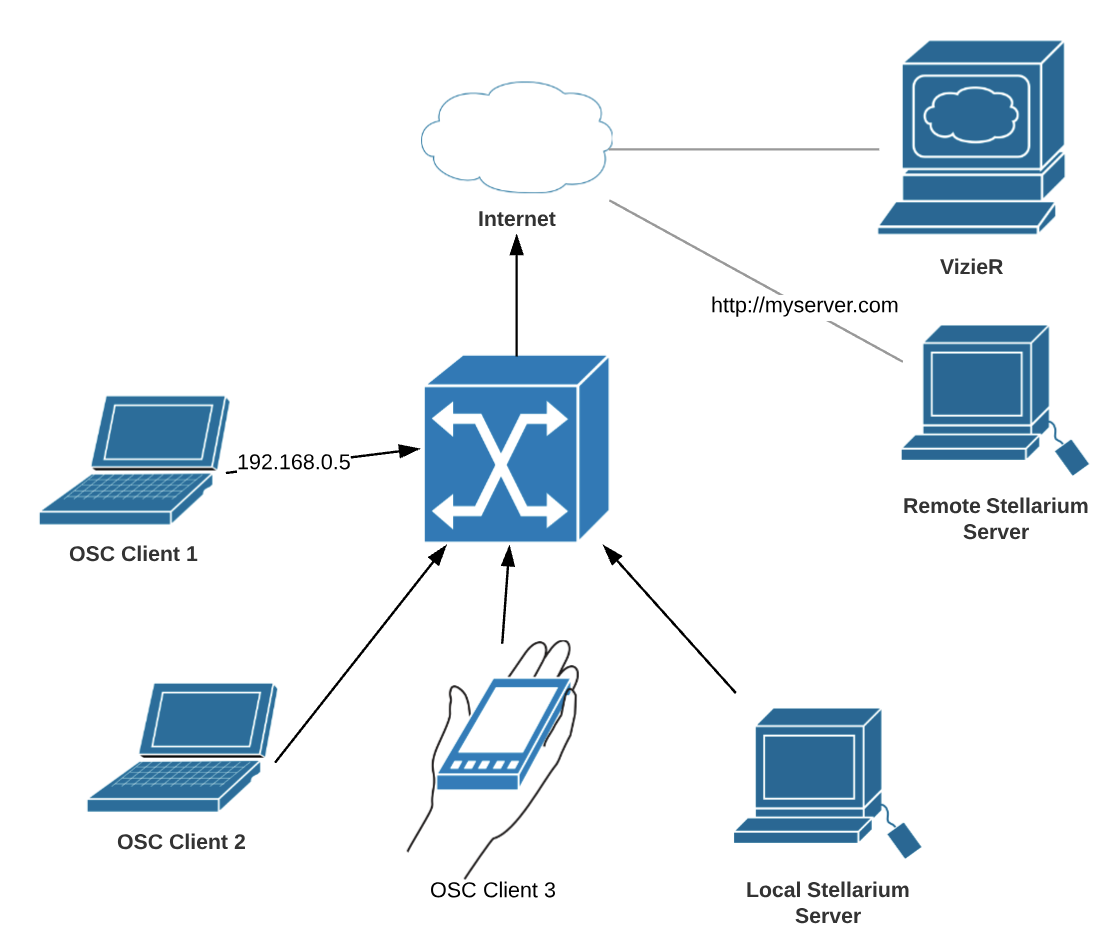 Internet
VizieR
http://myserver.com
192.168.0.5
Remote Stellarium
Server
OSC Client 1
OSC Client 2
OSC Client 3
Local Stellarium
Server